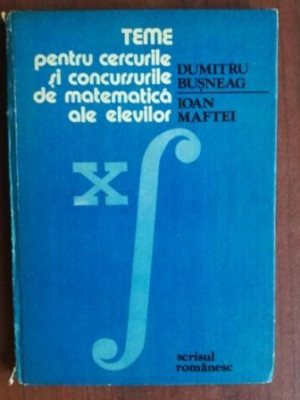 TEME
pentru cercurile
și concursurile
de matematică
ale elevilor
DUMITRU
BUȘNEAG
IOAN
MAFTEI
x∫
scrisul
românesc